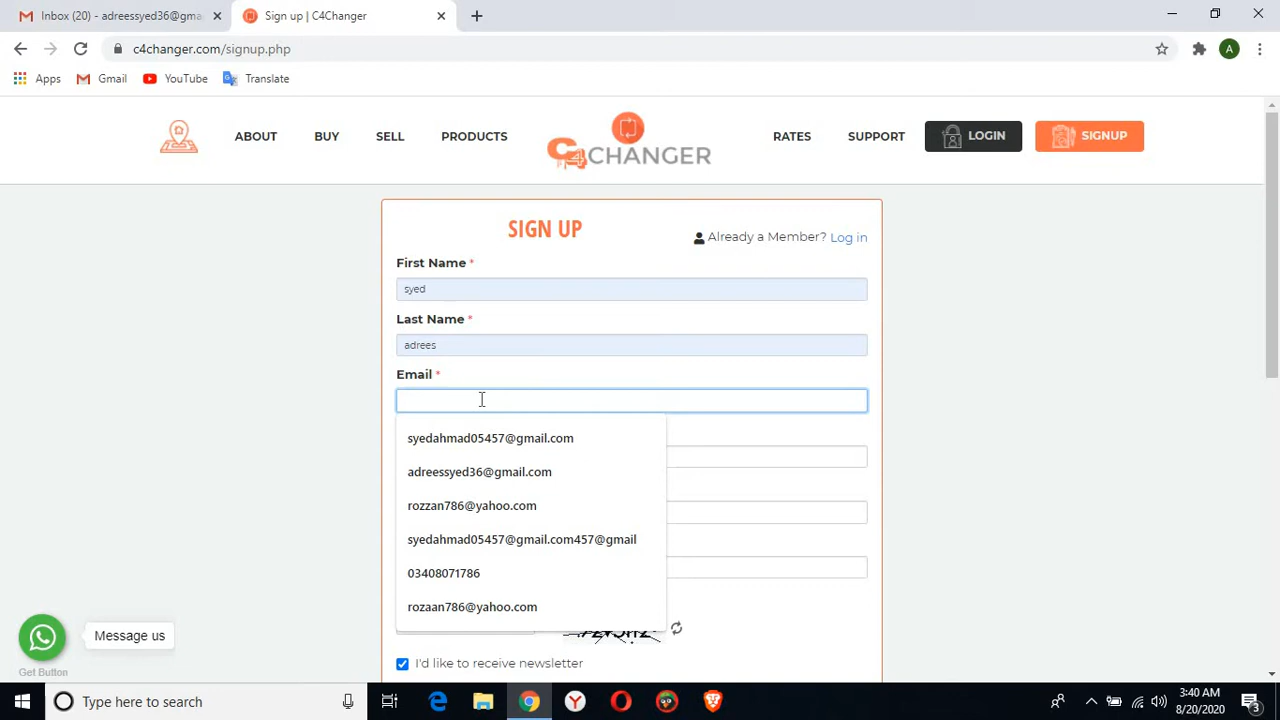 Inbox (20) - adreessyed36@gma
Sign up | C4Changer
c4changer.com/signup.php
A
Apps
Gmail
YouTube
Translate
ABOUT
BUY
SELL
PRODUCTS
C4CHANGER
RATES
SUPPORT
LOGIN
SIGNUP
SIGN UP
Already a Member? Log in
First Name *
syed
Last Name *
adrees
Email *
syedahmad05457@gmail.com
adreessyed36@gmail.com
rozzan786@yahoo.com
syedahmad05457@gmail.com457@gmail
03408071786
rozaan786@yahoo.com
Message us
Get Button
I'd like to receive newsletter
Type here to search
3:40 AM
8/20/2020
3